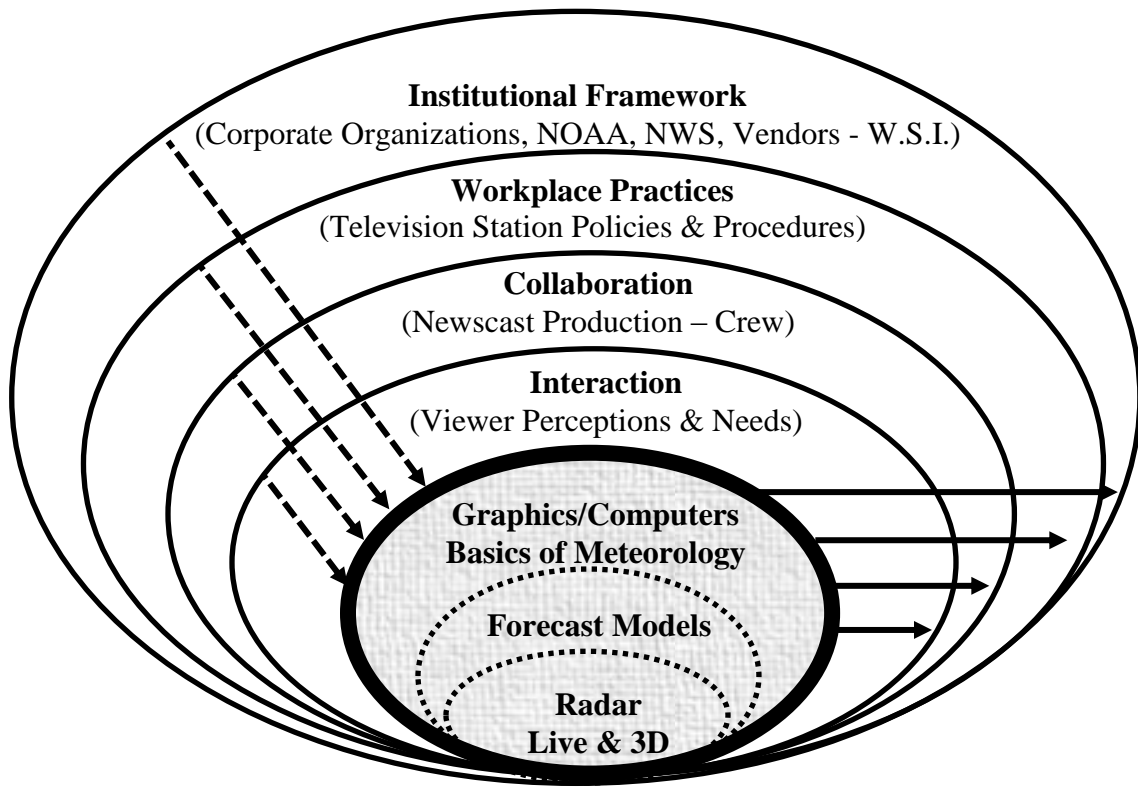 Institutional Framework
(Corporate Organizations, NOAA, NWS, Vendors - W.S.I.)
Workplace Practices
(Television Station Policies & Procedures)
Collaboration
(Newscast Production – Crew)
Interaction
(Viewer Perceptions & Needs)
Graphics/Computers
Basics of Meteorology
Forecast Models
Radar
Live & 3D